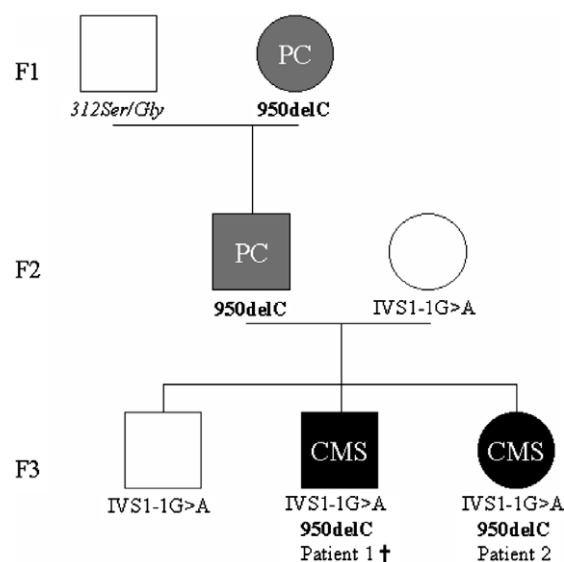 F1
PC
312Ser/Gly
950delC
F2
PC
950delC
IVS1-1G>A
F3
CMS
CMS
IVS1-1G>A
IVS1-1G>A
950delC
Patient 1 ✝
IVS1-1G>A
950delC
Patient 2